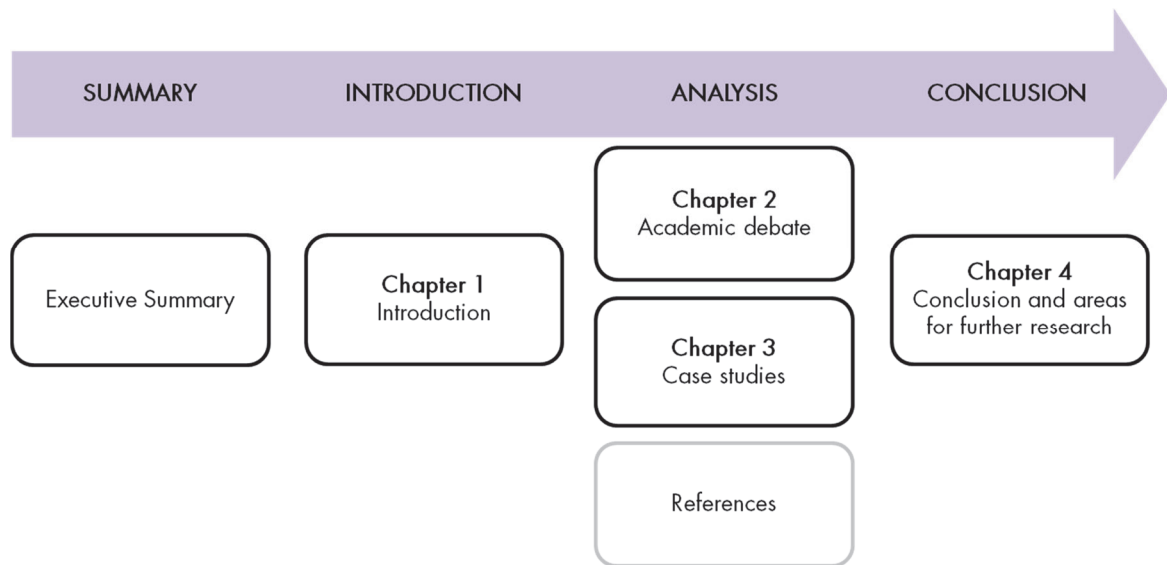 SUMMARY
INTRODUCTION
ANALYSIS
CONCLUSION
Executive Summary
Chapter 1
Introduction
Chapter 2
Academic debate
Chapter 3
Case studies
References
Chapter 4
Conclusion and areas
for further research